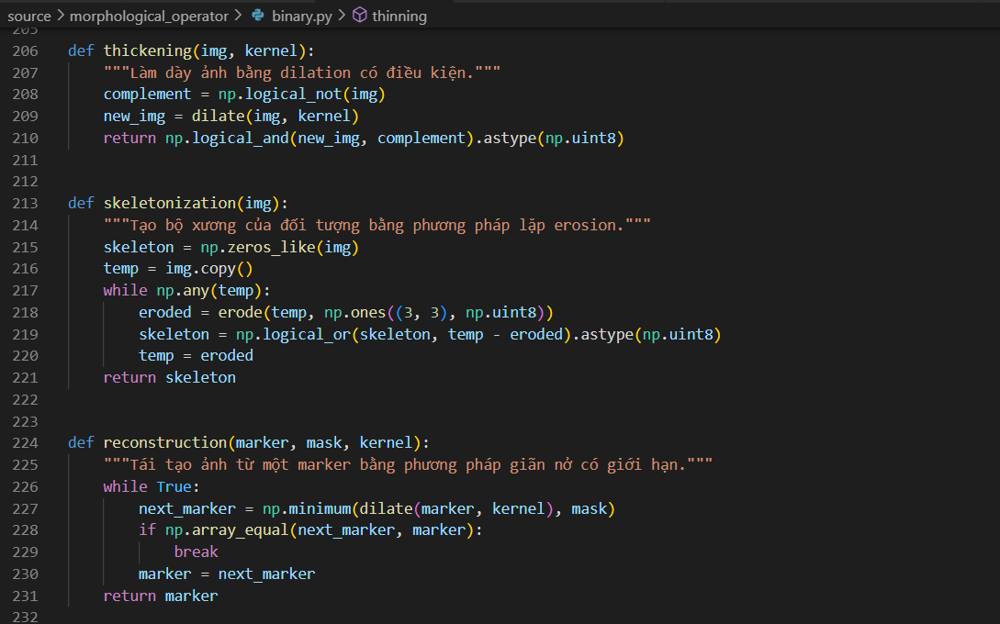 source > morphological_operator > binary.py > thinning
205
206 def thickening(img, kernel):
207     """Làm dày ảnh bằng dilation có điều kiện."""
208     complement = np.logical_not(img)
209     new_img = dilate(img, kernel)
210     return np.logical_and(new_img, complement).astype(np.uint8)
211
212
213 def skeletonization(img):
214     """Tạo bộ xương của đối tượng bằng phương pháp lặp erosion."""
215     skeleton = np.zeros_like(img)
216     temp = img.copy()
217     while np.any(temp):
218         eroded = erode(temp, np.ones((3, 3), np.uint8))
219         skeleton = np.logical_or(skeleton, temp - eroded).astype(np.uint8)
220         temp = eroded
221     return skeleton
222
223
224 def reconstruction(marker, mask, kernel):
225     """Tái tạo ảnh từ một marker bằng phương pháp giãn nở có giới hạn."""
226     while True:
227         next_marker = np.minimum(dilate(marker, kernel), mask)
228         if np.array_equal(next_marker, marker):
229             break
230         marker = next_marker
231     return marker
232